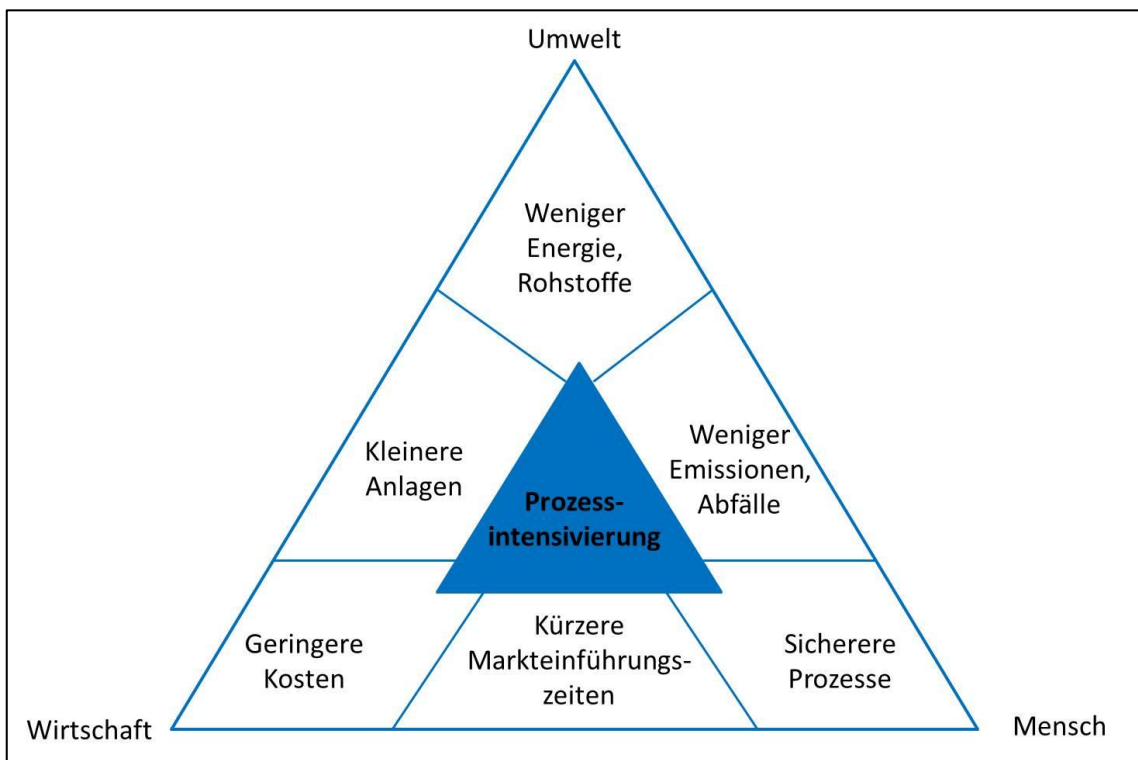 Umwelt
Weniger
Energie,
Rohstoffe
Kleinere
Anlagen
Weniger
Emissionen,
Abfälle
Prozess-
intensivierung
Geringere
Kosten
Kürzere
Markteinführungs-
zeiten
Sicherere
Prozesse
Wirtschaft
Mensch